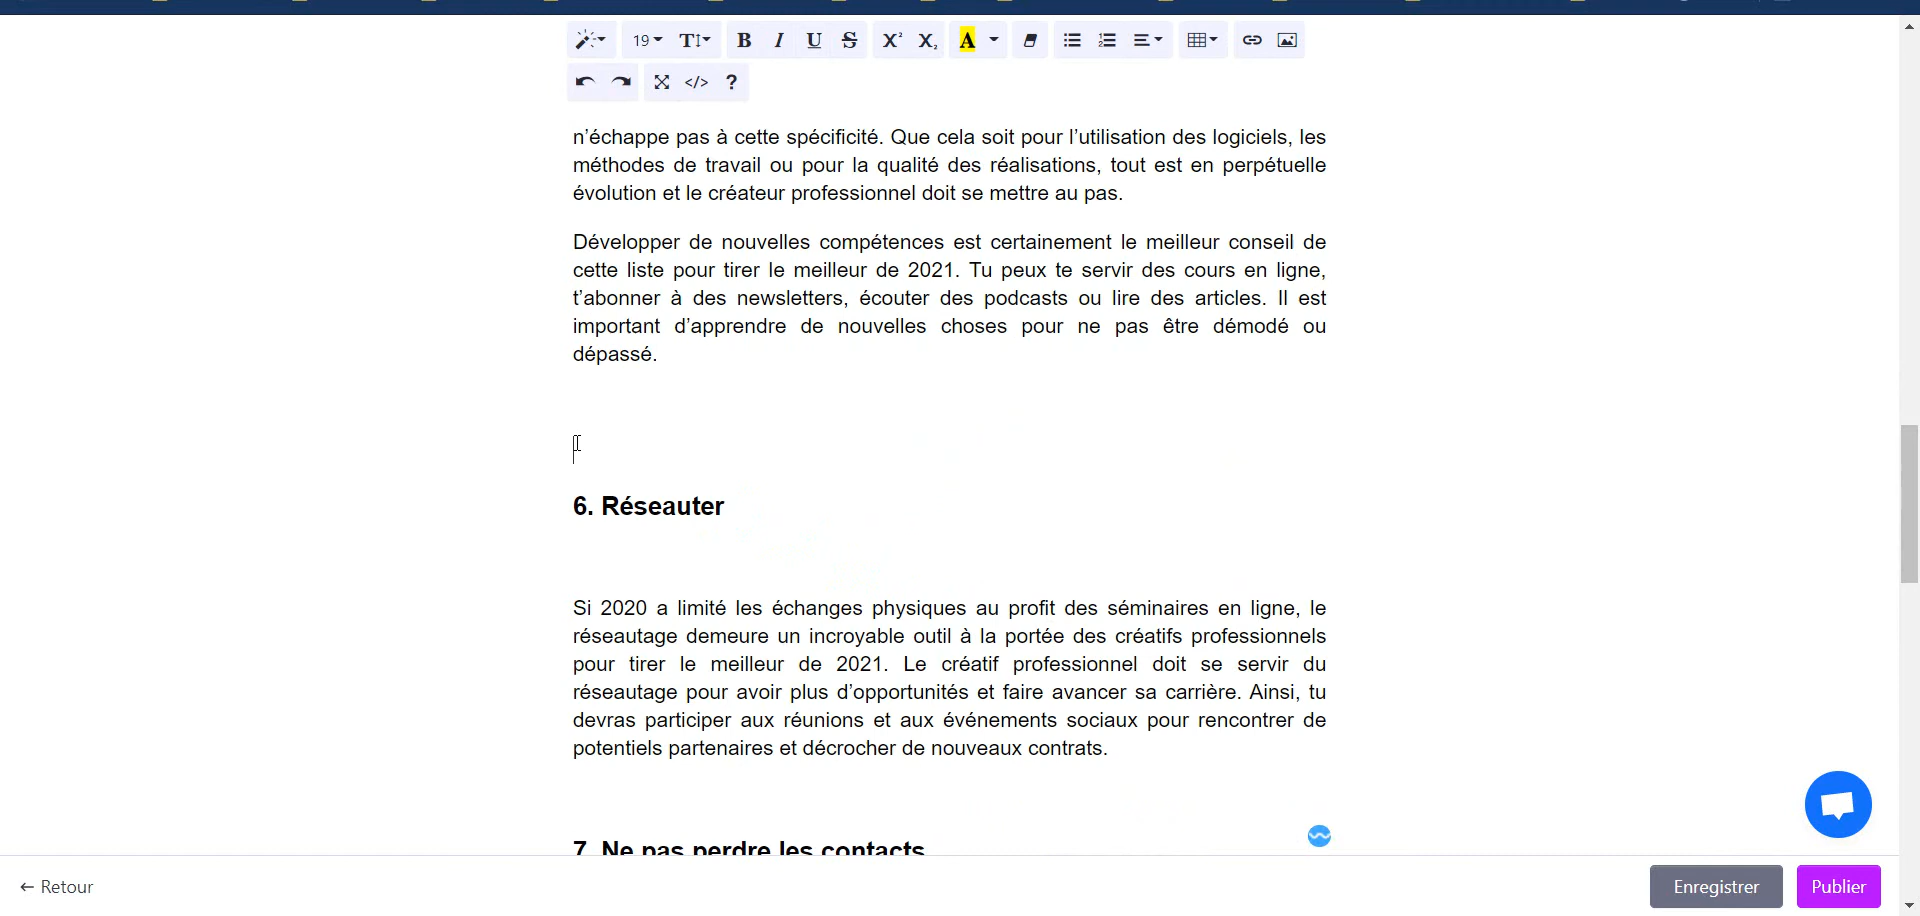 19
B I U S X² X₂ A
</> ?
n’échappe pas à cette spécificité. Que cela soit pour l’utilisation des logiciels, les
méthodes de travail ou pour la qualité des réalisations, tout est en perpétuelle
évolution et le créateur professionnel doit se mettre au pas.
Développer de nouvelles compétences est certainement le meilleur conseil de
cette liste pour tirer le meilleur de 2021. Tu peux te servir des cours en ligne,
t’abonner à des newsletters, écouter des podcasts ou lire des articles. Il est
important d’apprendre de nouvelles choses pour ne pas être démodé ou
dépassé.
6. Réseauter
Si 2020 a limité les échanges physiques au profit des séminaires en ligne, le
réseautage demeure un incroyable outil à la portée des créatifs professionnels
pour tirer le meilleur de 2021. Le créatif professionnel doit se servir du
réseautage pour avoir plus d’opportunités et faire avancer sa carrière. Ainsi, tu
devras participer aux réunions et aux événements sociaux pour rencontrer de
potentiels partenaires et décrocher de nouveaux contrats.
7. Ne pas perdre les contacts
← Retour
Enregistrer
Publier